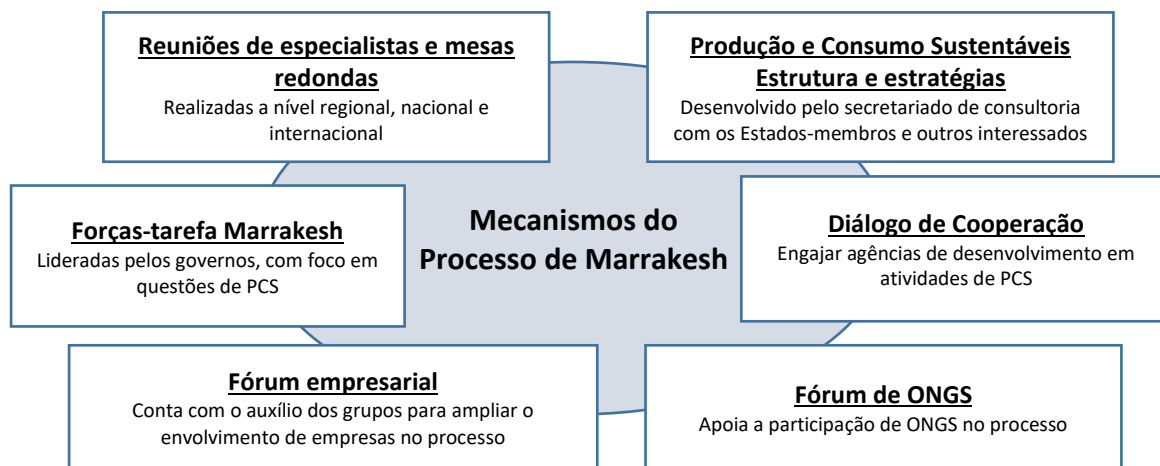 Reuniões de especialistas e mesas
redondas
Realizadas a nível regional, nacional e
internacional
Produção e Consumo Sustentáveis
Estrutura e estratégias
Desenvolvido pelo secretariado de consultoria
com os Estados-membros e outros interessados
Mecanismos do
Processo de Marrakesh
Forças-tarefa Marrakesh
Lideradas pelos governos, com foco em
questões de PCS
Diálogo de Cooperação
Engajar agências de desenvolvimento em
atividades de PCS
Fórum empresarial
Conta com o auxílio dos grupos para ampliar o
envolvimento de empresas no processo
Fórum de ONGS
Apoia a participação de ONGS no processo